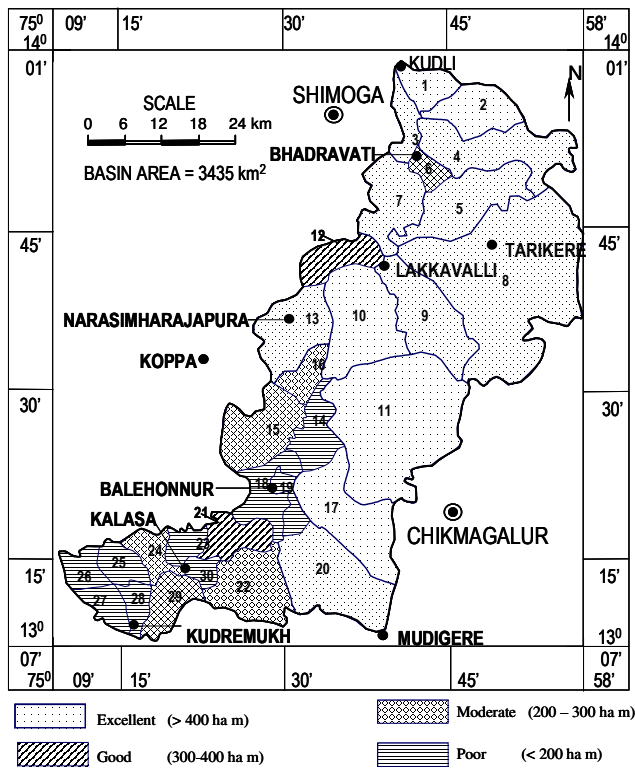 75⁰ 09' 15' 30' 45' 58'
14⁰
01' 01'
KUDLI
N
1
2
SHIMOGA
SCALE
0 6 12 18 24 km
3
4
BHADRAVATI
6
BASIN AREA = 3435 km²
7
5
45' 45'
12
TARIKERE
LAKKAVALLI
8
NARASIMHARAJAPURA
13
10
9
KOPPA
16
30' 30'
11
14
15
BALEHONNUR
18
19
17
KALASA
21
CHIKMAGALUR
24
23
25
15' 15'
26
30
20
22
27
28
29
13⁰ 13⁰
KUDREMUKH
MUDIGERE
07' 07'
75⁰ 09' 15' 30' 45' 58'
Excellent (> 400 ha m)
Moderate (200 – 300 ha m)
Good (300-400 ha m)
Poor (< 200 ha m)